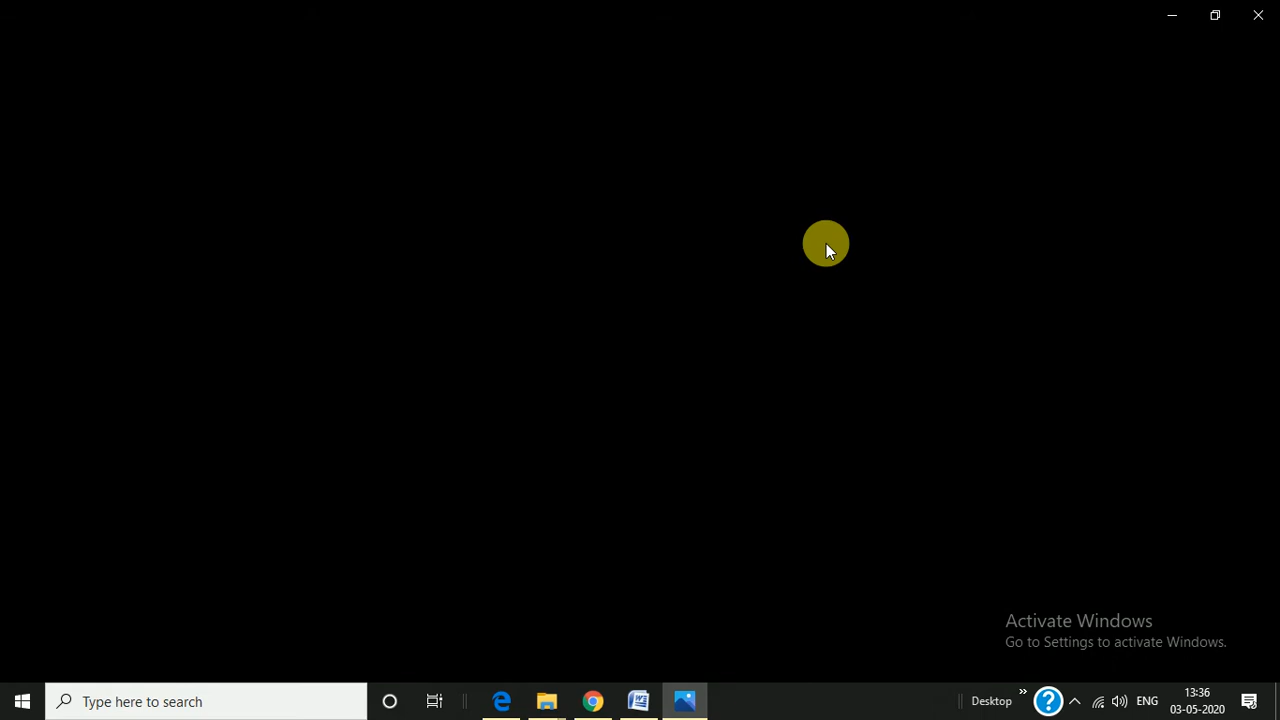 Activate Windows
Go to Settings to activate Windows.
Type here to search
Desktop
ENG
13:36
03-05-2020